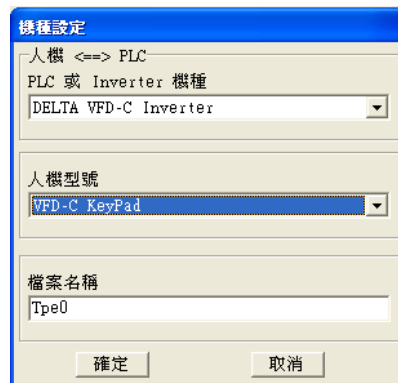 機種設定
人機 <==> PLC
PLC 或 Inverter 機種
DELTA VFD-C Inverter
人機型號
VFD-C KeyPad
檔案名稱
Tpe0
確定 取消